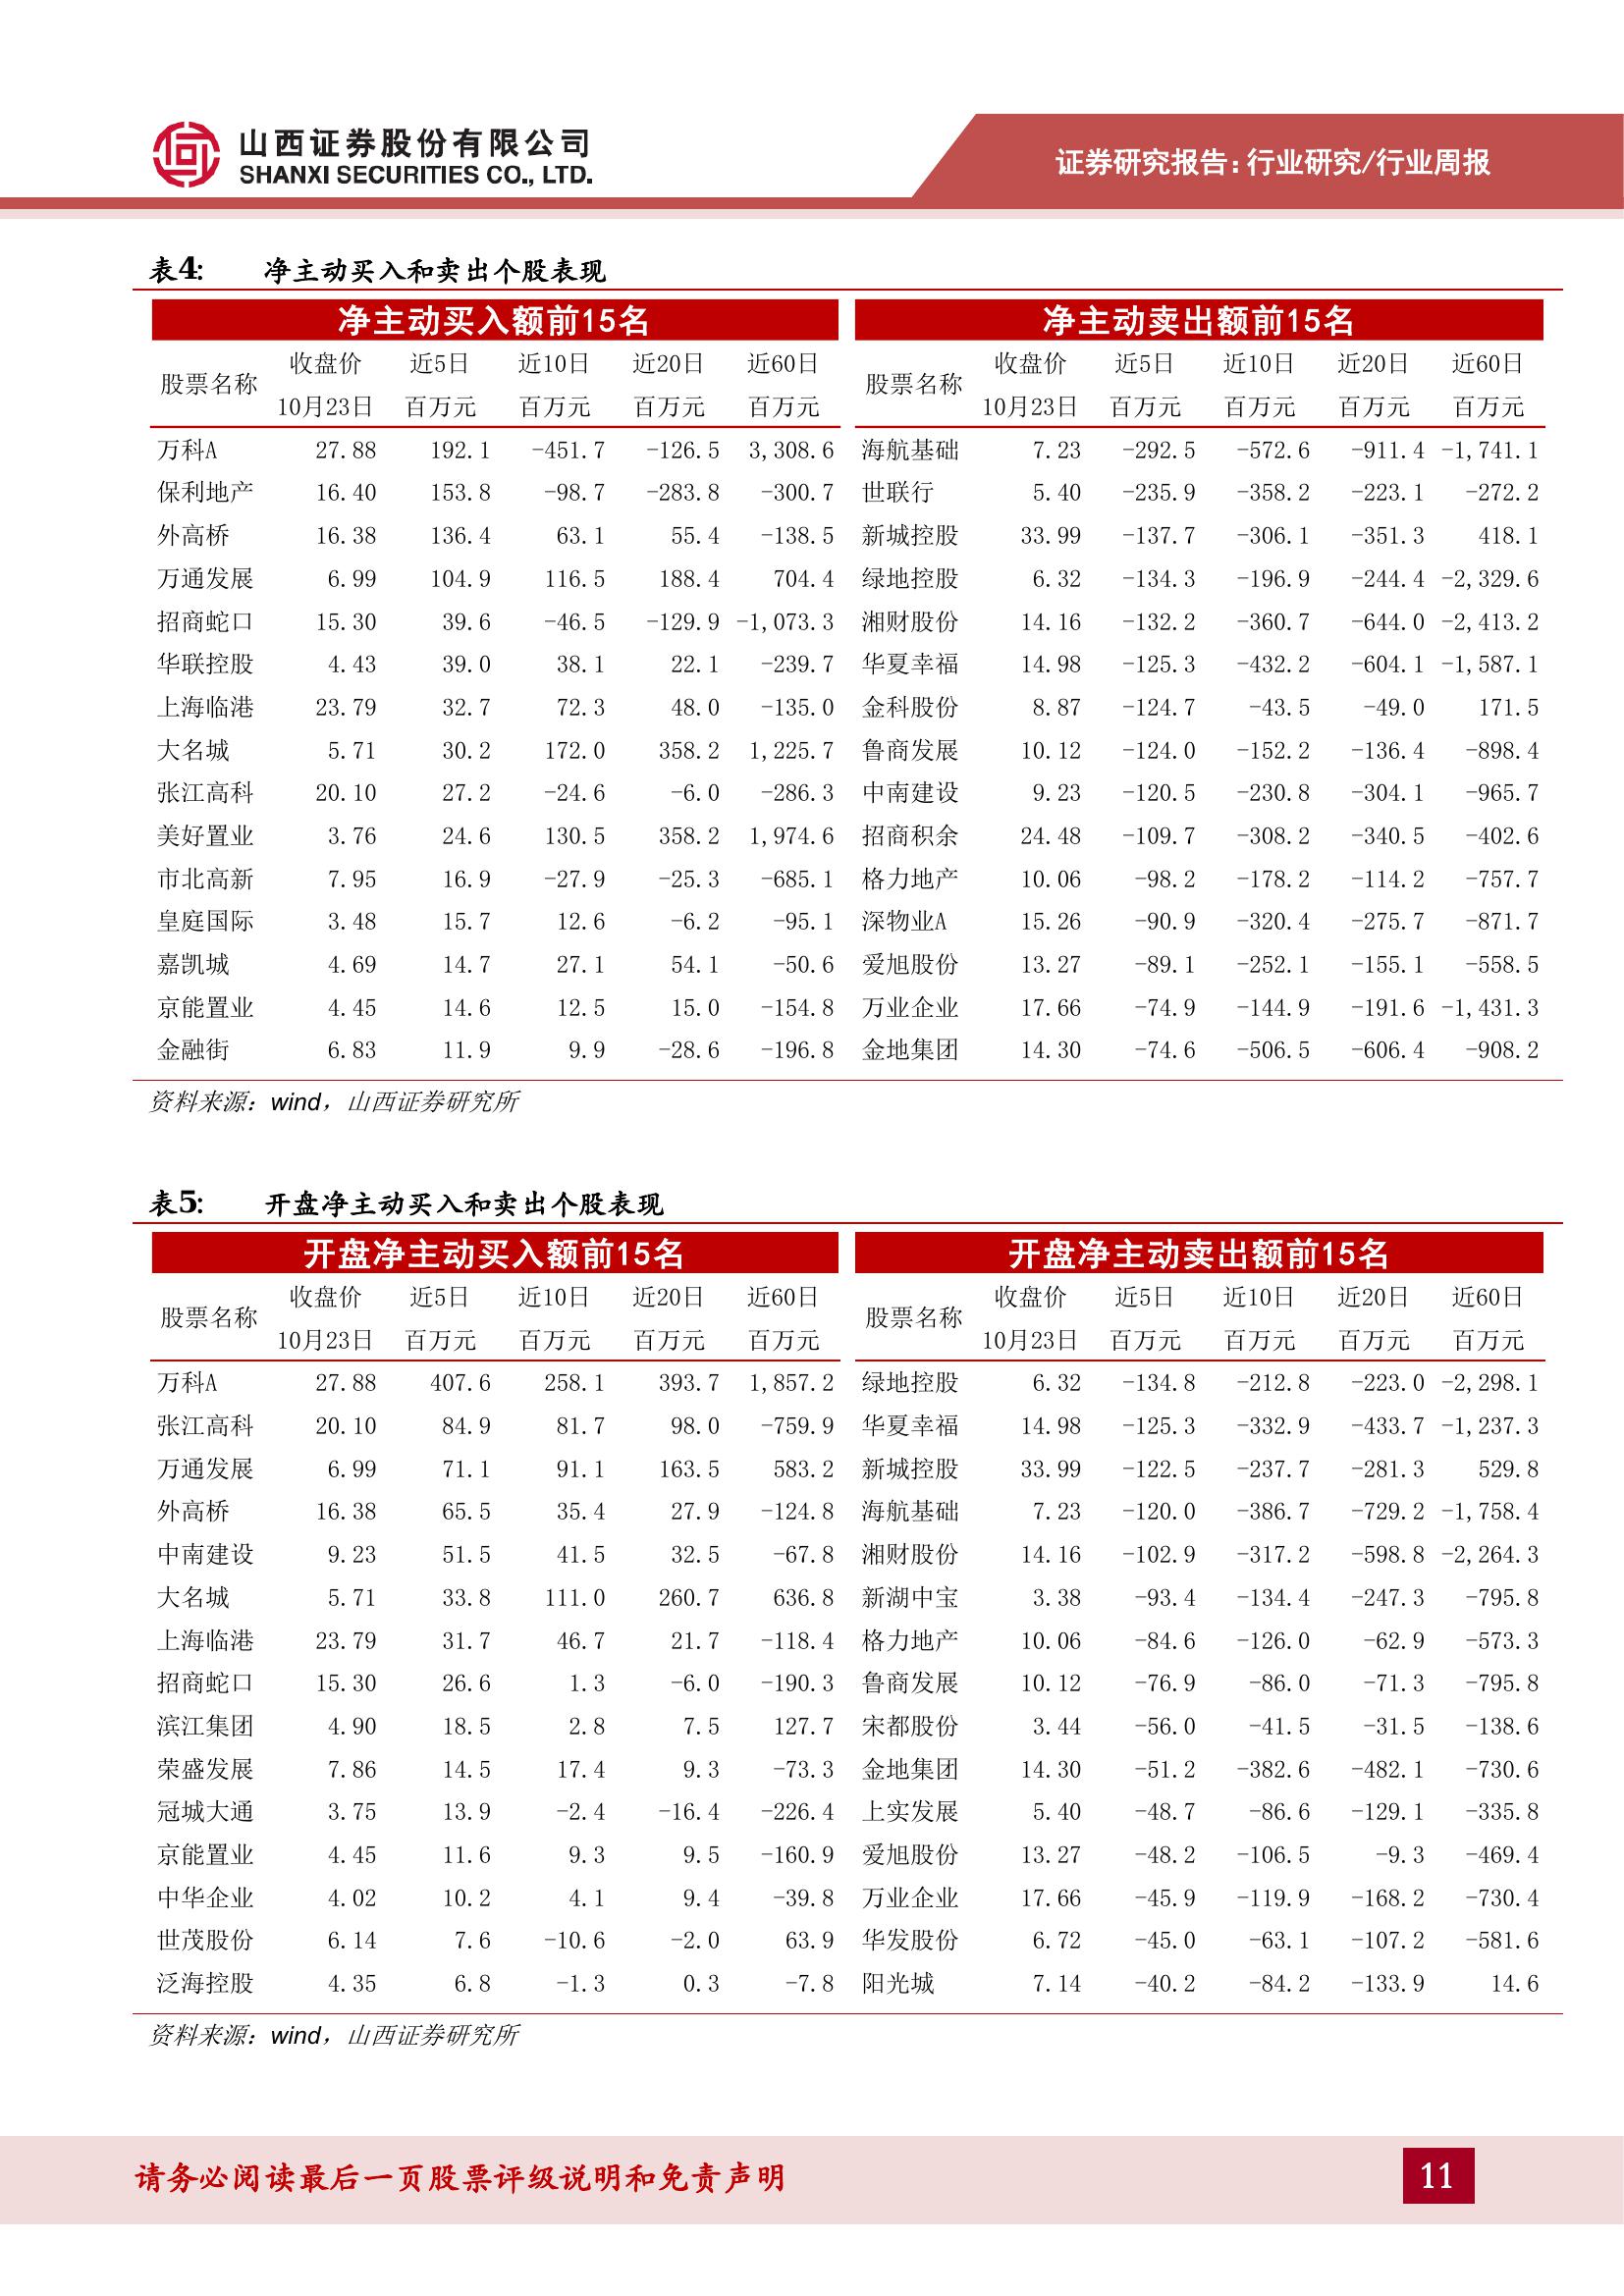 山西证券股份有限公司
SHANXI SECURITIES CO., LTD.
证券研究报告:行业研究/行业周报
表4: 净主动买入和卖出个股表现
净主动买入额前15名 净主动卖出额前15名
收盘价 近5日 近10日 近20日 近60日 收盘价 近5日 近10日 近20日 近60日
股票名称 股票名称
10月23日 百万元 百万元 百万元 百万元 10月23日 百万元 百万元 百万元 百万元
万科A 27.88 192.1 -451.7 -126.5 3,308.6 海航基础 7.23 -292.5 -572.6 -911.4 -1,741.1
保利地产 16.40 153.8 -98.7 -283.8 -300.7 世联行 5.40 -235.9 -358.2 -223.1 -272.2
外高桥 16.38 136.4 63.1 55.4 -138.5 新城控股 33.99 -137.7 -306.1 -351.3 418.1
万通发展 6.99 104.9 116.5 188.4 704.4 绿地控股 6.32 -134.3 -196.9 -244.4 -2,329.6
招商蛇口 15.30 39.6 -46.5 -129.9 -1,073.3 湘财股份 14.16 -132.2 -360.7 -644.0 -2,413.2
华联控股 4.43 39.0 38.1 22.1 -239.7 华夏幸福 14.98 -125.3 -432.2 -604.1 -1,587.1
上海临港 23.79 32.7 72.3 48.0 -135.0 金科股份 8.87 -124.7 -43.5 -49.0 171.5
大名城 5.71 30.2 172.0 358.2 1,225.7 鲁商发展 10.12 -124.0 -152.2 -136.4 -898.4
张江高科 20.10 27.2 -24.6 -6.0 -286.3 中南建设 9.23 -120.5 -230.8 -304.1 -965.7
美好置业 3.76 24.6 130.5 358.2 1,974.6 招商积余 24.48 -109.7 -308.2 -340.5 -402.6
市北高新 7.95 16.9 -27.9 -25.3 -685.1 格力地产 10.06 -98.2 -178.2 -114.2 -757.7
皇庭国际 3.48 15.7 12.6 -6.2 -95.1 深物业A 15.26 -90.9 -320.4 -275.7 -871.7
嘉凯城 4.69 14.7 27.1 54.1 -50.6 爱旭股份 13.27 -89.1 -252.1 -155.1 -558.5
京能置业 4.45 14.6 12.5 15.0 -154.8 万业企业 17.66 -74.9 -144.9 -191.6 -1,431.3
金融街 6.83 11.9 9.9 -28.6 -196.8 金地集团 14.30 -74.6 -506.5 -606.4 -908.2
资料来源：wind，山西证券研究所
表5: 开盘净主动买入和卖出个股表现
开盘净主动买入额前15名 开盘净主动卖出额前15名
收盘价 近5日 近10日 近20日 近60日 收盘价 近5日 近10日 近20日 近60日
股票名称 股票名称
10月23日 百万元 百万元 百万元 百万元 10月23日 百万元 百万元 百万元 百万元
万科A 27.88 407.6 258.1 393.7 1,857.2 绿地控股 6.32 -134.8 -212.8 -223.0 -2,298.1
张江高科 20.10 84.9 81.7 98.0 -759.9 华夏幸福 14.98 -125.3 -332.9 -433.7 -1,237.3
万通发展 6.99 71.1 91.1 163.5 583.2 新城控股 33.99 -122.5 -237.7 -281.3 529.8
外高桥 16.38 65.5 35.4 27.9 -124.8 海航基础 7.23 -120.0 -386.7 -729.2 -1,758.4
中南建设 9.23 51.5 41.5 32.5 -67.8 湘财股份 14.16 -102.9 -317.2 -598.8 -2,264.3
大名城 5.71 33.8 111.0 260.7 636.8 新湖中宝 3.38 -93.4 -134.4 -247.3 -795.8
上海临港 23.79 31.7 46.7 21.7 -118.4 格力地产 10.06 -84.6 -126.0 -62.9 -573.3
招商蛇口 15.30 26.6 1.3 -6.0 -190.3 鲁商发展 10.12 -76.9 -86.0 -71.3 -795.8
滨江集团 4.90 18.5 2.8 7.5 127.7 宋都股份 3.44 -56.0 -41.5 -31.5 -138.6
荣盛发展 7.86 14.5 17.4 9.3 -73.3 金地集团 14.30 -51.2 -382.6 -482.1 -730.6
冠城大通 3.75 13.9 -2.4 -16.4 -226.4 上实发展 5.40 -48.7 -86.6 -129.1 -335.8
京能置业 4.45 11.6 9.3 9.5 -160.9 爱旭股份 13.27 -48.2 -106.5 -9.3 -469.4
中华企业 4.02 10.2 4.1 9.4 -39.8 万业企业 17.66 -45.9 -119.9 -168.2 -730.4
世茂股份 6.14 7.6 -10.6 -2.0 63.9 华发股份 6.72 -45.0 -63.1 -107.2 -581.6
泛海控股 4.35 6.8 -1.3 0.3 -7.8 阳光城 7.14 -40.2 -84.2 -133.9 14.6
资料来源：wind，山西证券研究所
请务必阅读最后一页股票评级说明和免责声明 11